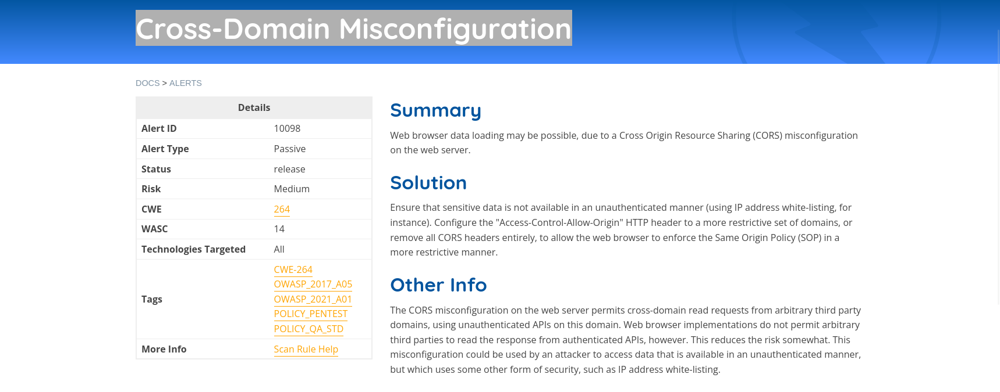 Cross-Domain Misconfiguration
DOCS > ALERTS
Details
Alert ID 10098
Alert Type Passive
Status release
Risk Medium
CWE 264
WASC 14
Technologies Targeted All
Tags
CWE-264
OWASP_2017_A05
OWASP_2021_A01
POLICY_PENTEST
POLICY_QA_STD
More Info Scan Rule Help
Summary
Web browser data loading may be possible, due to a Cross Origin Resource Sharing (CORS) misconfiguration
on the web server.
Solution
Ensure that sensitive data is not available in an unauthenticated manner (using IP address white-listing, for
instance). Configure the "Access-Control-Allow-Origin" HTTP header to a more restrictive set of domains, or
remove all CORS headers entirely, to allow the web browser to enforce the Same Origin Policy (SOP) in a
more restrictive manner.
Other Info
The CORS misconfiguration on the web server permits cross-domain read requests from arbitrary third party
domains, using unauthenticated APIs on this domain. Web browser implementations do not permit arbitrary
third parties to read the response from authenticated APIs, however. This reduces the risk somewhat. This
misconfiguration could be used by an attacker to access data that is available in an unauthenticated manner,
but which uses some other form of security, such as IP address white-listing.